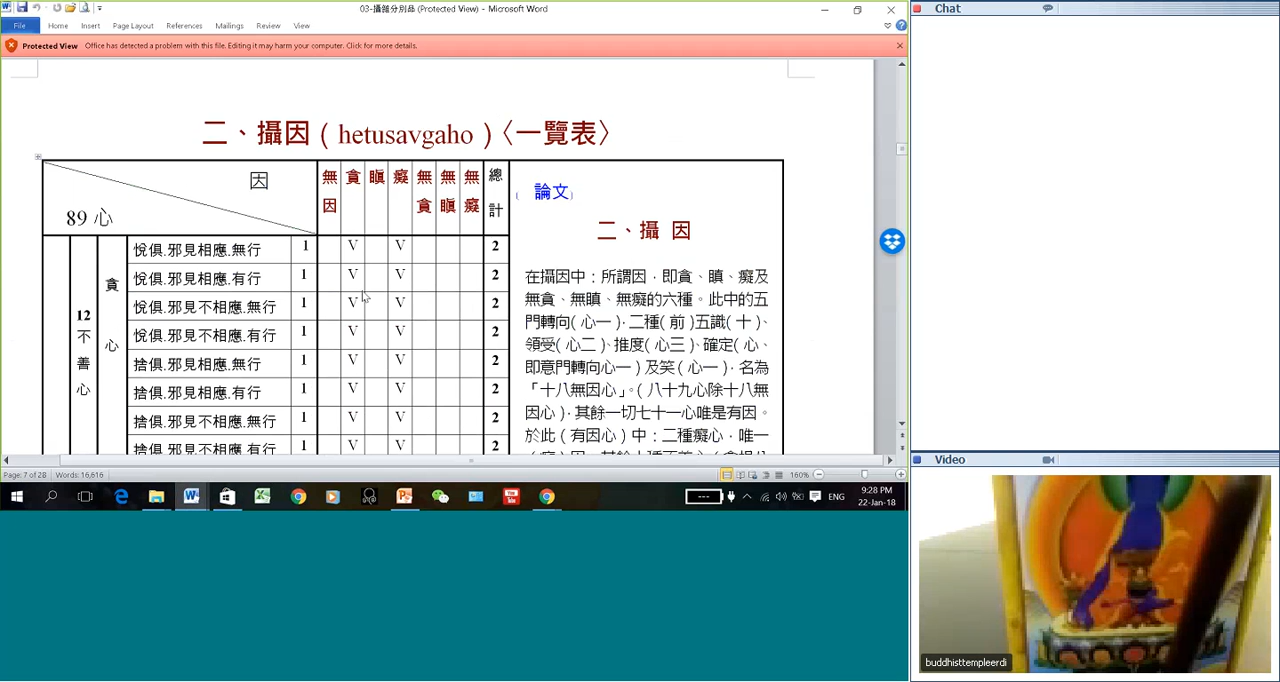 03-攝雜分別品 (Protected View) - Microsoft Word
File Home Insert Page Layout References Mailings Review View
Protected View Office has detected a problem with this file. Editing it may harm your computer. Click for more details.
二、攝因（hetusavgaho）〈一覽表〉
因
89 心
無因 貪 瞋 癡 無貪 無瞋 無癡 總計
12 不善心
貪心
悅俱.邪見相應.無行 1 V V 2
悅俱.邪見相應.有行 1 V V 2
悅俱.邪見不相應.無行 1 V V 2
悅俱.邪見不相應.有行 1 V V 2
捨俱.邪見相應.無行 1 V V 2
捨俱.邪見相應.有行 1 V V 2
捨俱.邪見不相應.無行 1 V V 2
捨俱.邪見不相應.有行 1 V V 2
〔論文〕
二、攝 因
在攝因中：所謂因，即貪、瞋、癡及
無貪、無瞋、無癡的六種。此中的五
門轉向(心一)，二種(前)五識(十)、
領受(心二)、推度(心三)、確定(心、
即意門轉向心一)及笑(心一)，名為
「十八無因心」。(八十九心除十八無
因心)，其餘一切七十一心唯是有因。
於此(有因心)中：二種癡心，唯一
Page: 7 of 28 Words: 16,616
160%
ENG
9:28 PM
22-Jan-18
Chat
Video
buddhisttempleerdi